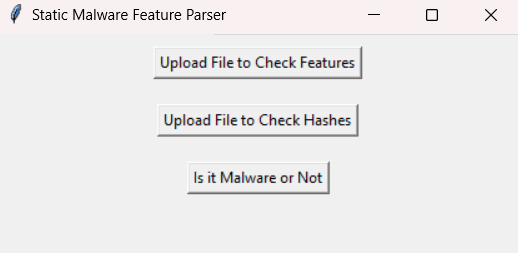 Static Malware Feature Parser
Upload File to Check Features
Upload File to Check Hashes
Is it Malware or Not